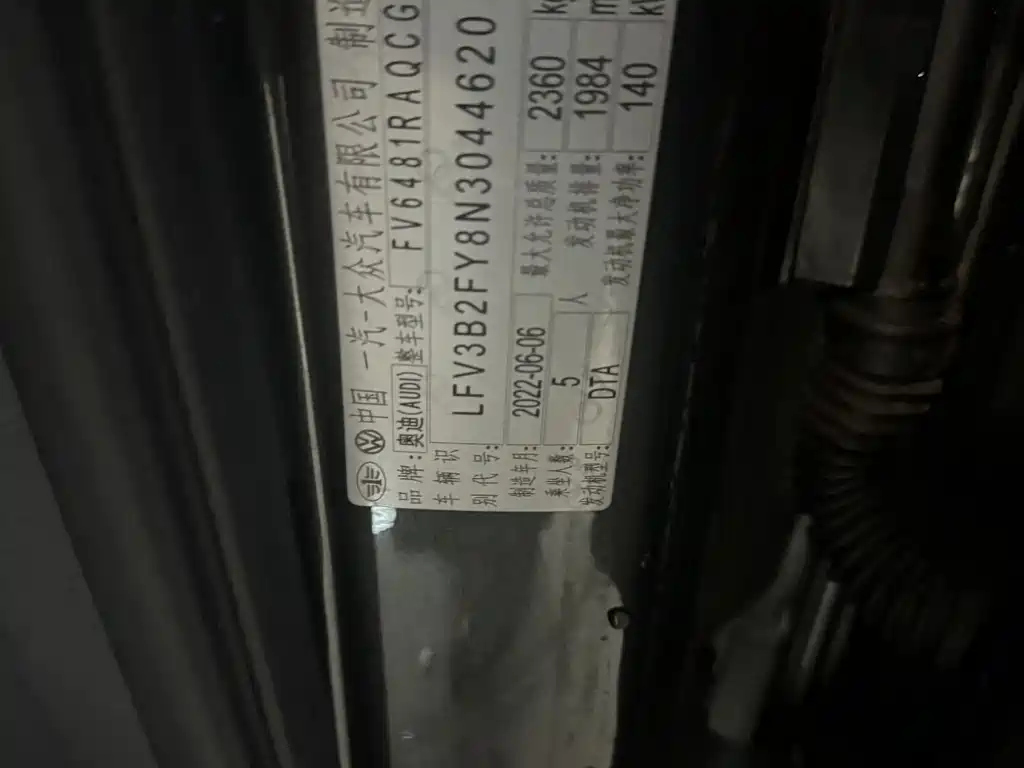 中国 一汽-大众汽车有限公司 制造
品牌: 奥迪(AUDI) 整车型号: FV6481RAQCG
车辆识别代号: LFV3B2FY8N3044620
制造年月: 2022-06-06 最大允许总质量: 2360 kg
乘坐人数: 5 人 发动机排量: 1984 m
发动机型号: DTA 发动机最大净功率: 140 kW